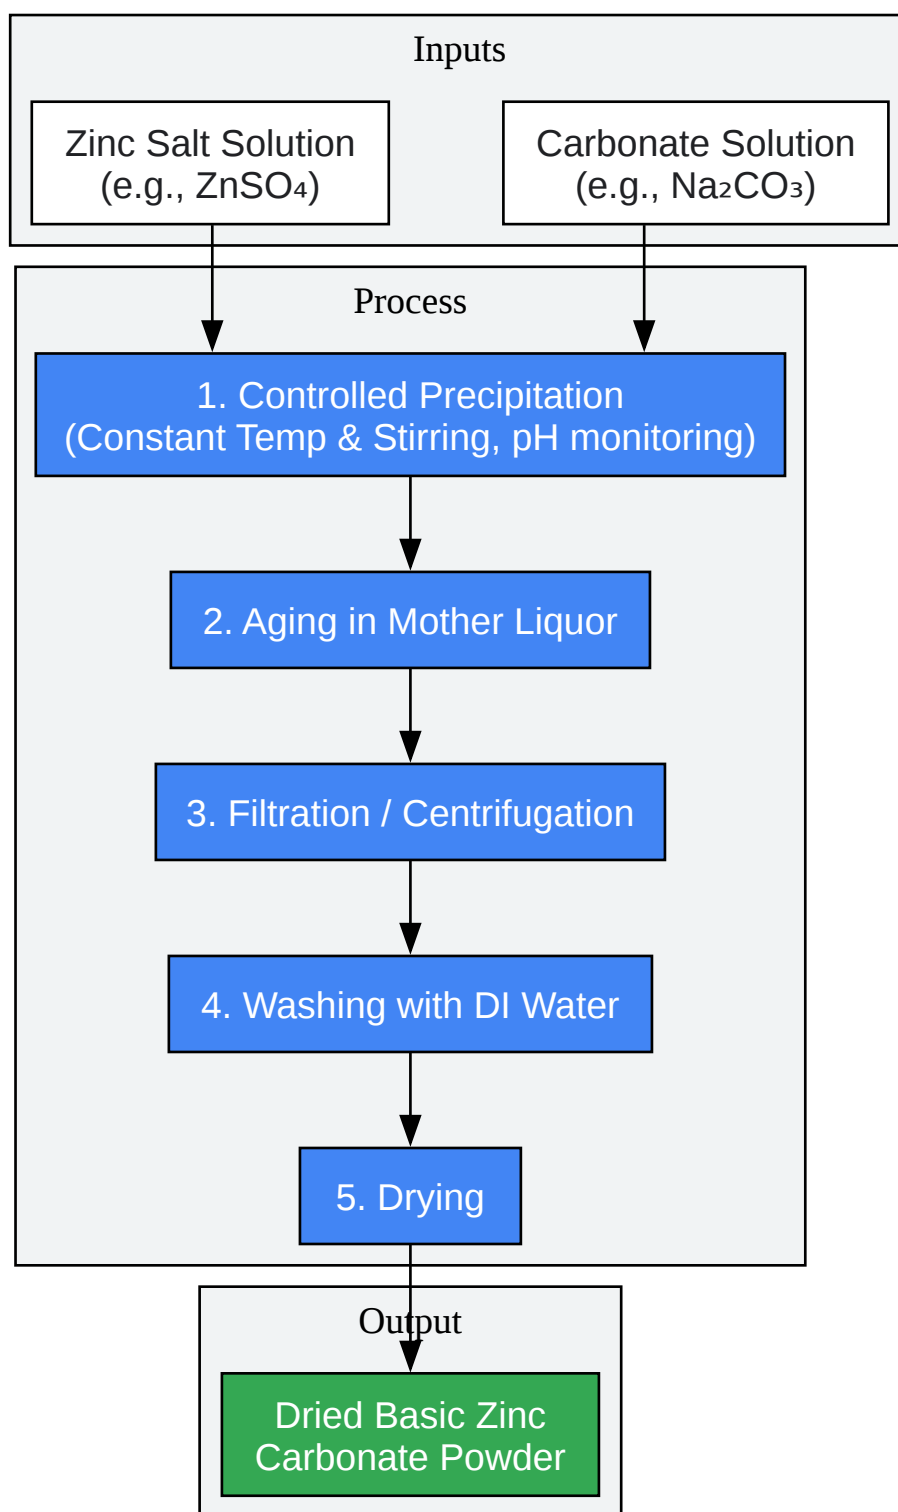 Inputs
Zinc Salt Solution
(e.g., ZnSO₄)
Carbonate Solution
(e.g., Na₂CO₃)
Process
1. Controlled Precipitation
(Constant Temp & Stirring, pH monitoring)
2. Aging in Mother Liquor
3. Filtration / Centrifugation
4. Washing with DI Water
5. Drying
Output
Dried Basic Zinc
Carbonate Powder